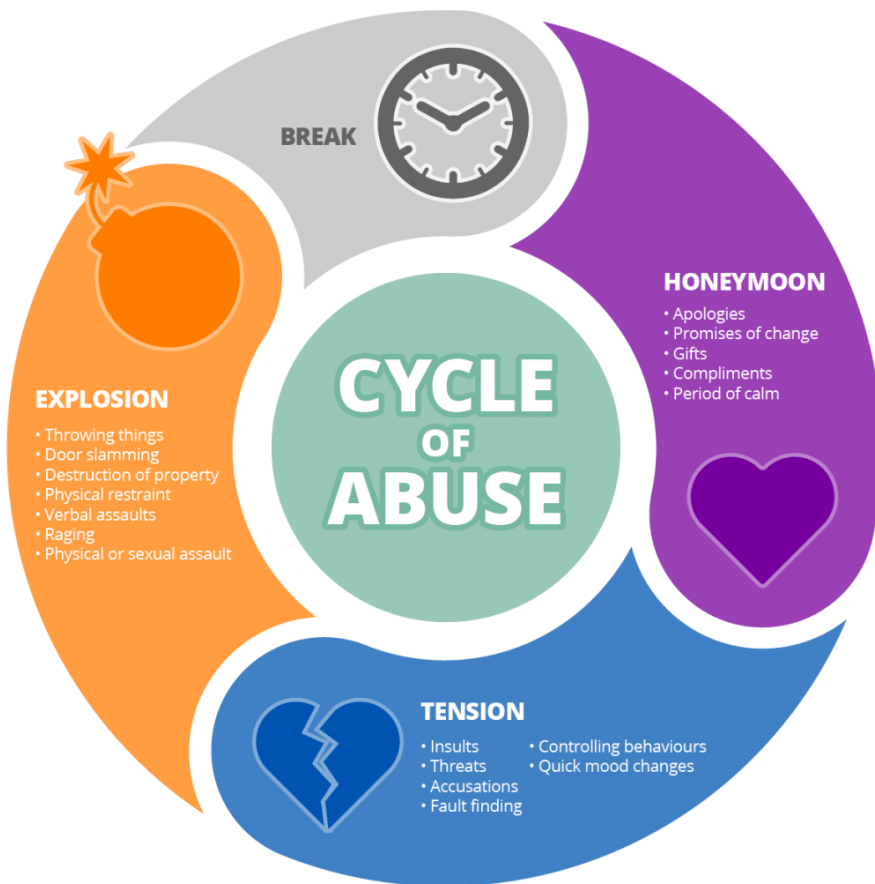 BREAK
HONEYMOON
• Apologies
• Promises of change
• Gifts
• Compliments
• Period of calm
CYCLE
OF
ABUSE
EXPLOSION
• Throwing things
• Door slamming
• Destruction of property
• Physical restraint
• Verbal assaults
• Raging
• Physical or sexual assault
TENSION
• Insults
• Threats
• Accusations
• Fault finding
• Controlling behaviours
• Quick mood changes